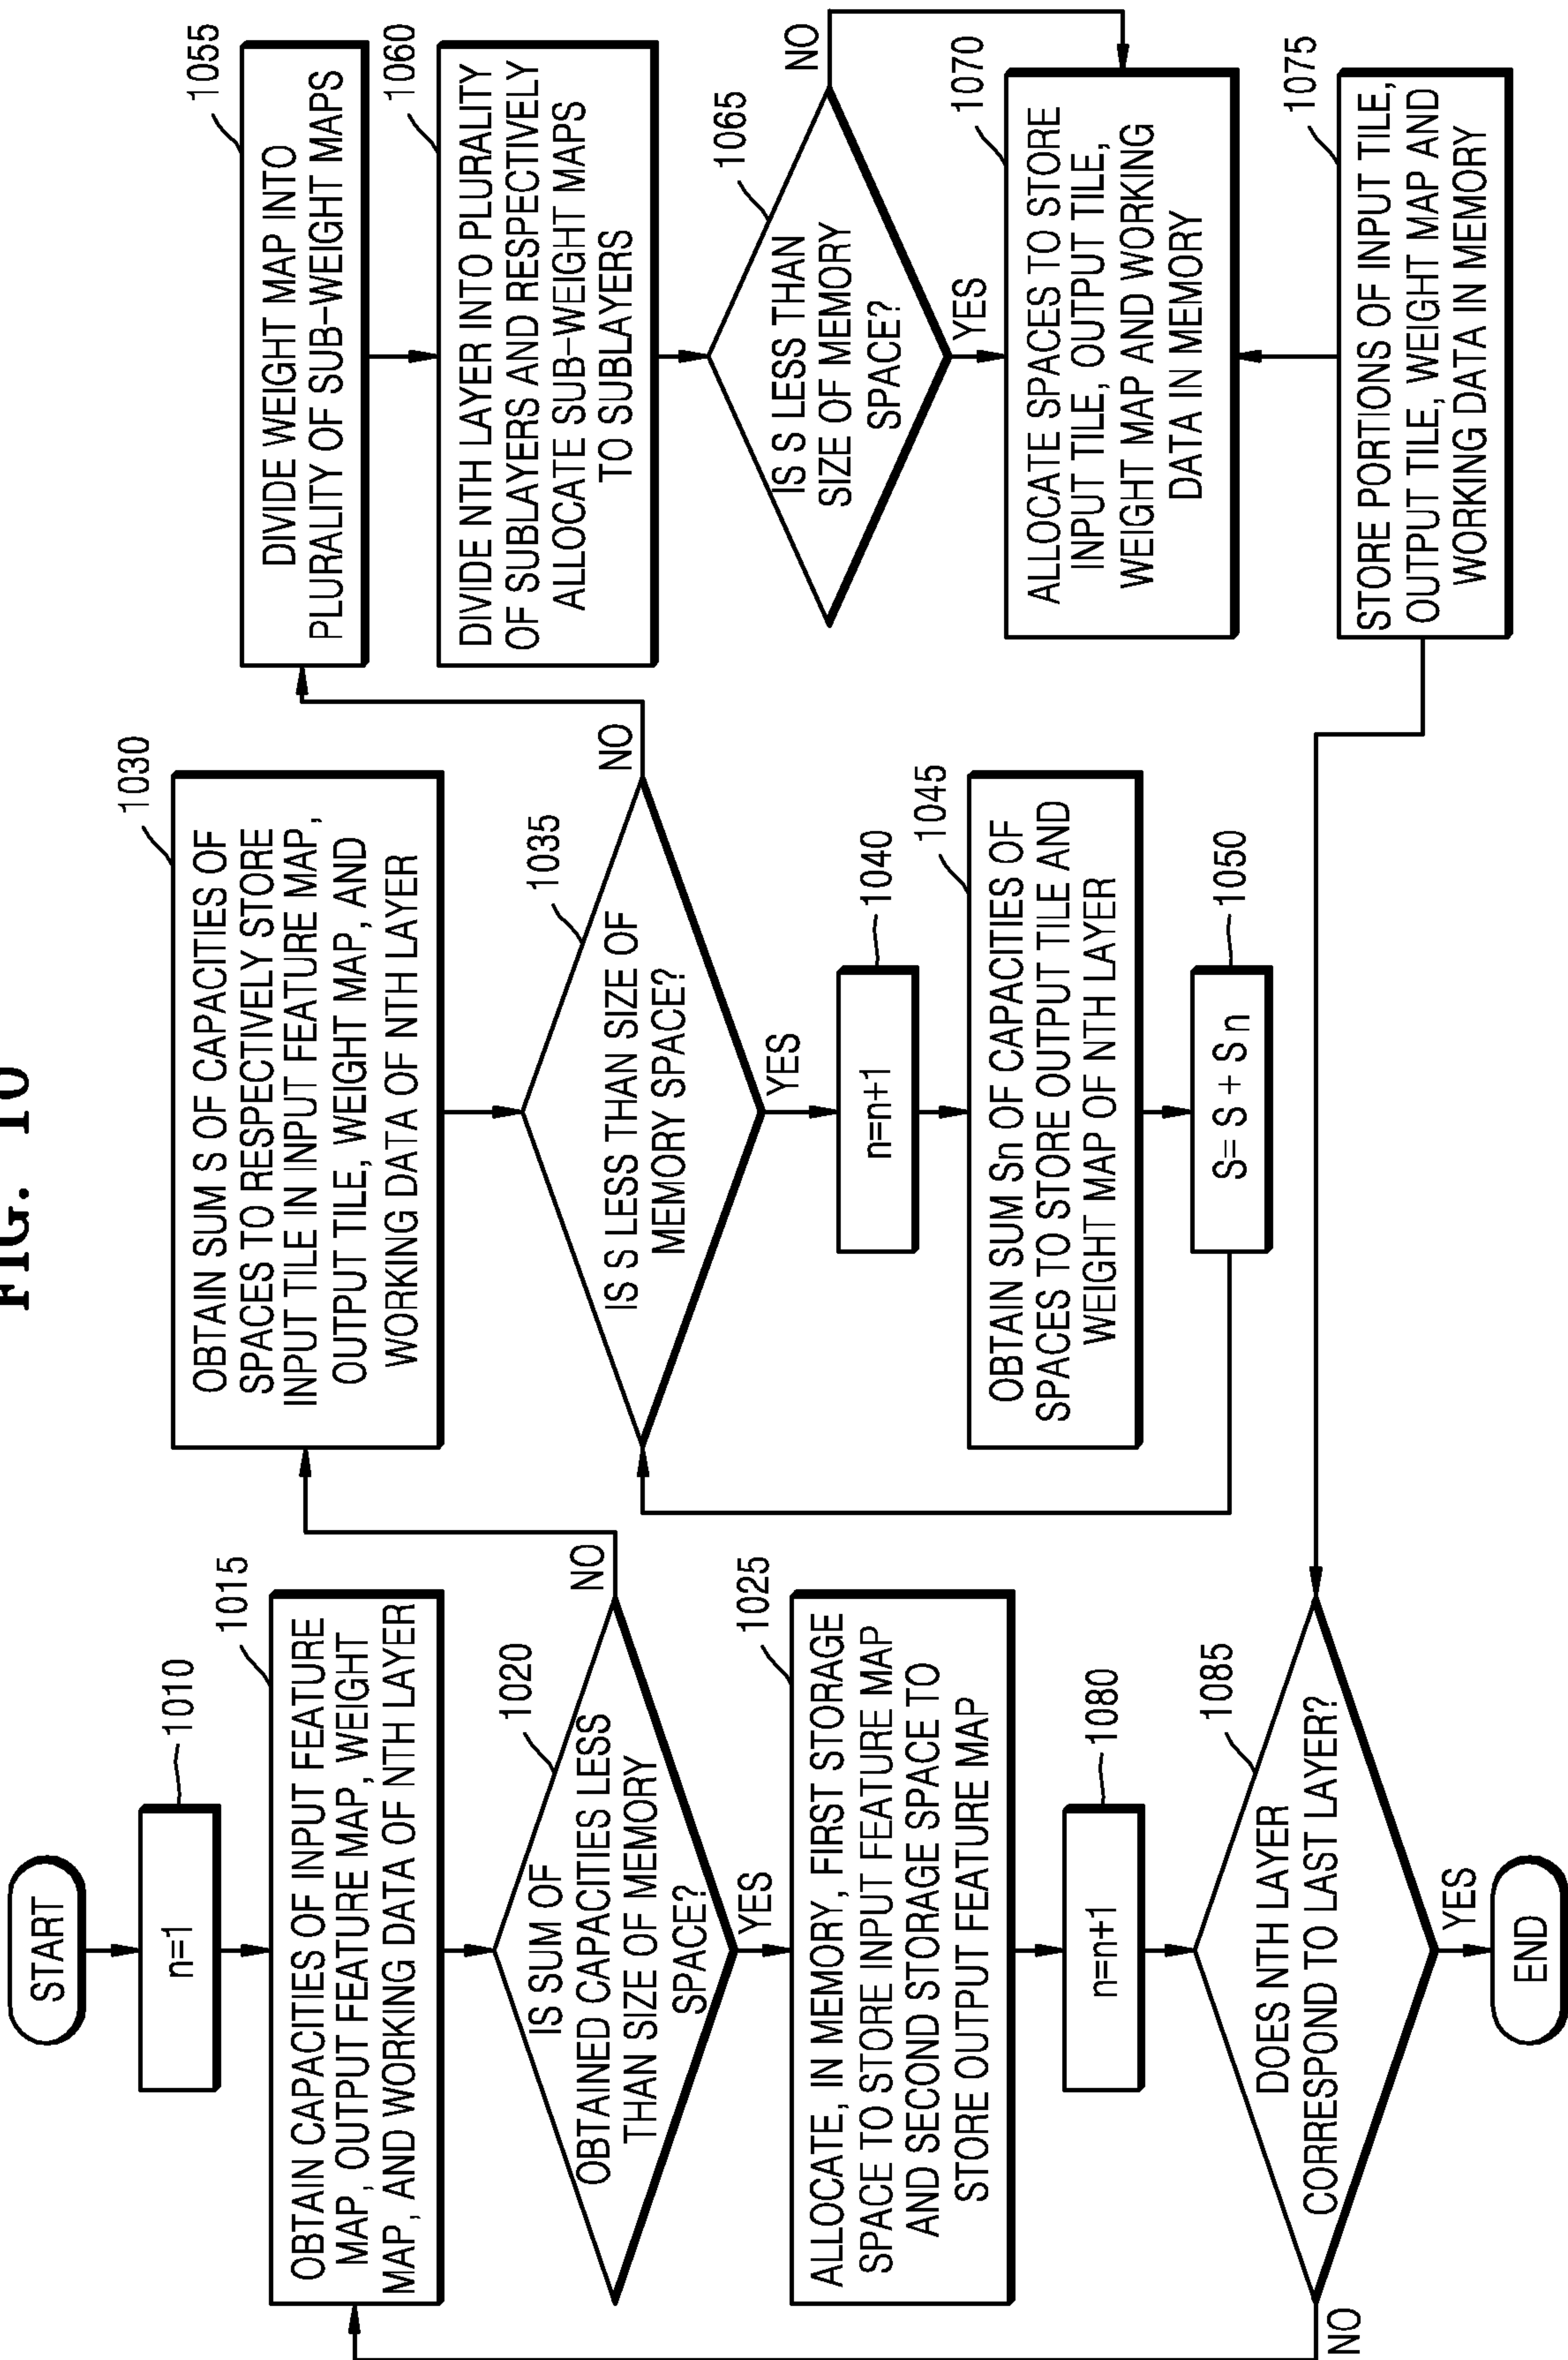 FIG. 10
START
n=1
1010
OBTAIN CAPACITIES OF INPUT FEATURE
MAP, OUTPUT FEATURE MAP, WEIGHT
MAP, AND WORKING DATA OF NTH LAYER
1015
IS SUM OF
OBTAINED CAPACITIES LESS
THAN SIZE OF MEMORY
SPACE?
1020
NO
YES
ALLOCATE, IN MEMORY, FIRST STORAGE
SPACE TO STORE INPUT FEATURE MAP
AND SECOND STORAGE SPACE TO
STORE OUTPUT FEATURE MAP
1025
n=n+1
1080
DOES NTH LAYER
CORRESPOND TO LAST LAYER?
1085
NO
YES
END
OBTAIN SUM S OF CAPACITIES OF
SPACES TO RESPECTIVELY STORE
INPUT TILE IN INPUT FEATURE MAP,
OUTPUT TILE, WEIGHT MAP, AND
WORKING DATA OF NTH LAYER
1030
IS S LESS THAN SIZE OF
MEMORY SPACE?
1035
NO
YES
n=n+1
1040
OBTAIN SUM Sn OF CAPACITIES OF
SPACES TO STORE OUTPUT TILE AND
WEIGHT MAP OF NTH LAYER
1045
S= S + Sn
1050
DIVIDE WEIGHT MAP INTO
PLURALITY OF SUB-WEIGHT MAPS
1055
DIVIDE NTH LAYER INTO PLURALITY
OF SUBLAYERS AND RESPECTIVELY
ALLOCATE SUB-WEIGHT MAPS
TO SUBLAYERS
1060
IS S LESS THAN
SIZE OF MEMORY
SPACE?
1065
NO
YES
ALLOCATE SPACES TO STORE
INPUT TILE, OUTPUT TILE,
WEIGHT MAP AND WORKING
DATA IN MEMORY
1070
STORE PORTIONS OF INPUT TILE,
OUTPUT TILE, WEIGHT MAP AND
WORKING DATA IN MEMORY
1075